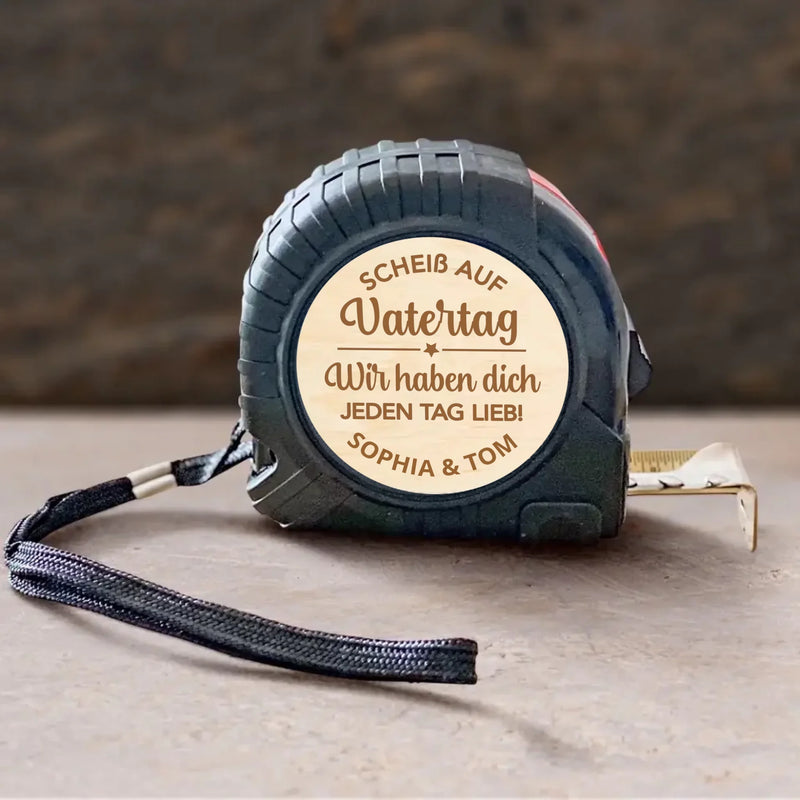 SCHEIß AUF
Vatertag
Wir haben dich
JEDEN TAG LIEB!
SOPHIA & TOM